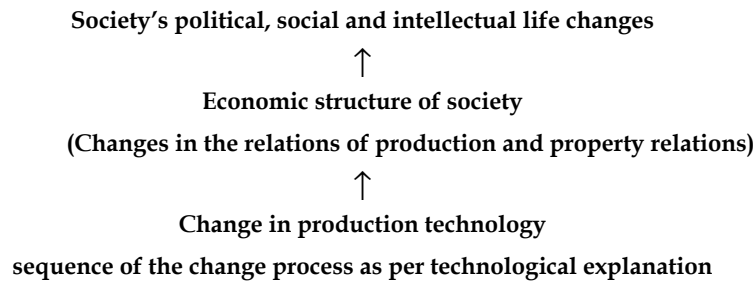 Society’s political, social and intellectual life changes
↑
Economic structure of society
(Changes in the relations of production and property relations)
↑
Change in production technology
sequence of the change process as per technological explanation